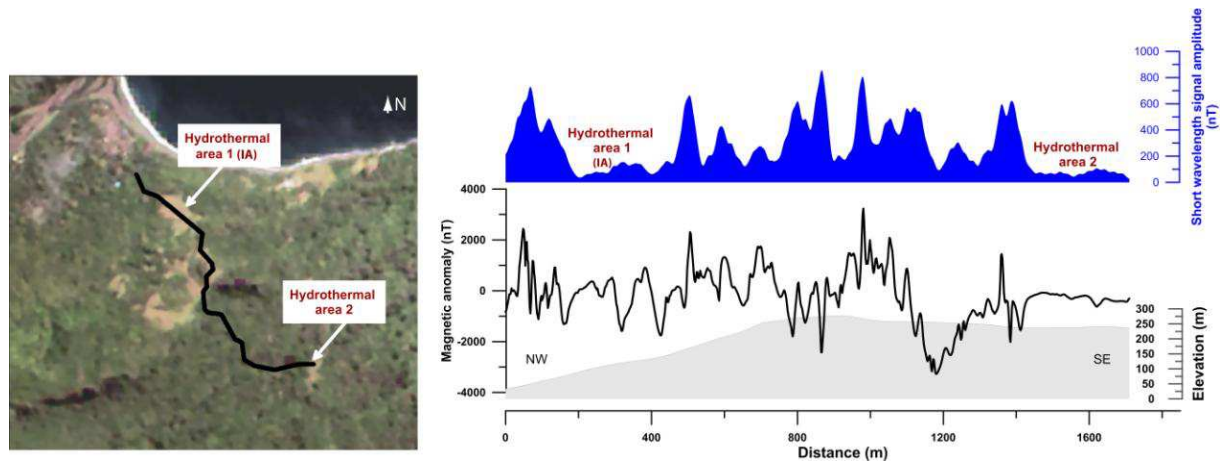 N
Hydrothermal
area 1 (IA)
Hydrothermal
area 2
Hydrothermal
area 1
(IA)
Hydrothermal
area 2
1000
800
600
400
200
0
Short wavelength signal amplitude
(nT)
4000
2000
0
-2000
-4000
Magnetic anomaly (nT)
NW
SE
300
250
200
150
100
50
0
Elevation (m)
0
400
800
1200
1600
Distance (m)